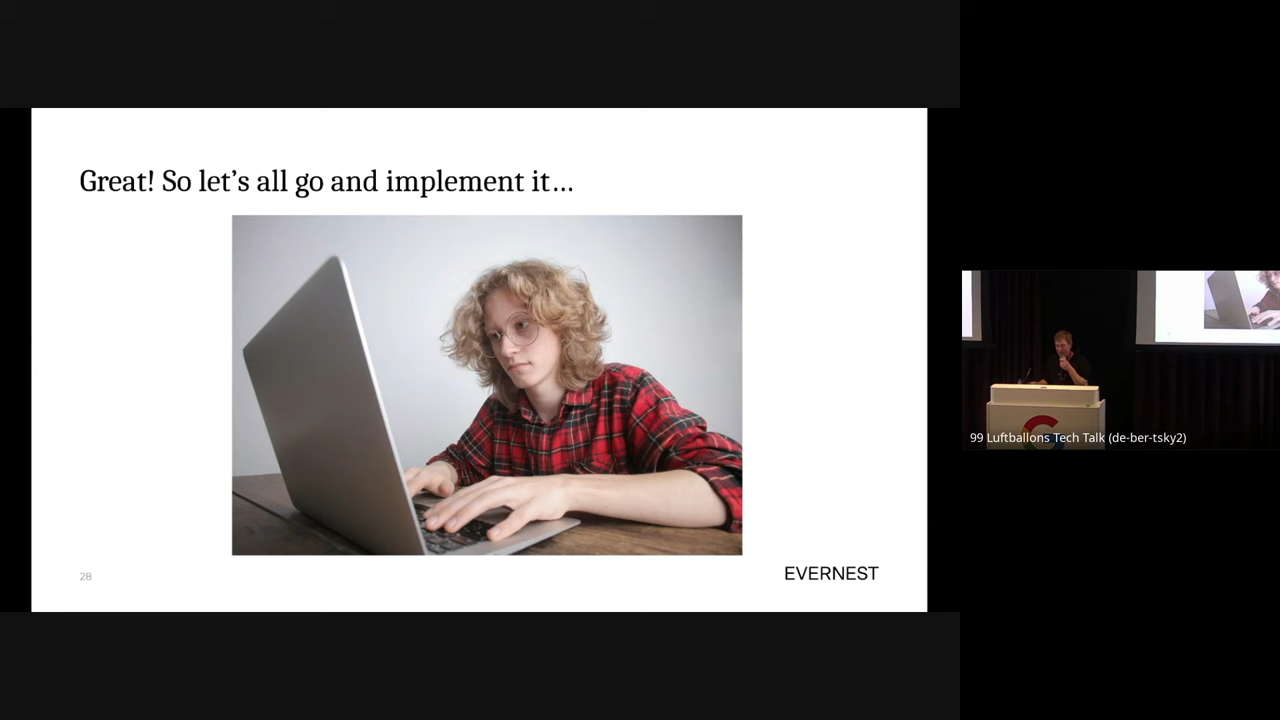 Great! So let’s all go and implement it...
28
EVERNEST
99 Luftballons Tech Talk (de-ber-tsky2)